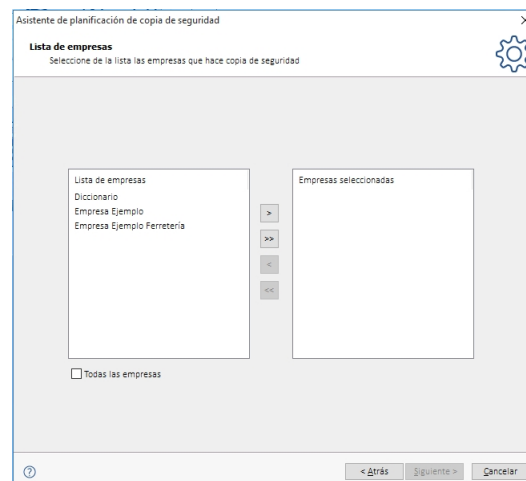 Asistente de planificación de copia de seguridad
Lista de empresas
Seleccione de la lista las empresas que hace copia de seguridad
Lista de empresas
Diccionario
Empresa Ejemplo
Empresa Ejemplo Ferretería
>
>>
<
<<
Empresas seleccionadas
Todas las empresas
?
< Atrás
Siguiente >
Cancelar